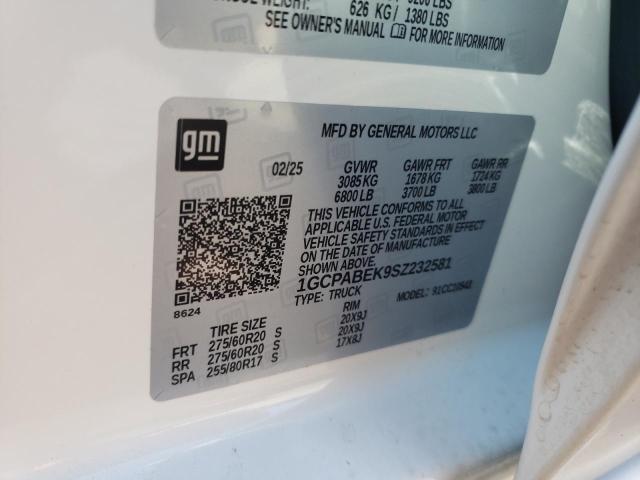 626 KG/ 1380 LBS
SEE OWNER'S MANUAL FOR MORE INFORMATION
gm
MFD BY GENERAL MOTORS LLC
02/25 GVWR GAWR FRT GAWR RR
3085 KG 1678 KG 1724 KG
6800 LB 3700 LB 3800 LB
THIS VEHICLE CONFORMS TO ALL
APPLICABLE U.S. FEDERAL MOTOR
VEHICLE SAFETY STANDARDS IN EFFECT
ON THE DATE OF MANUFACTURE SHOWN
ABOVE.
1GCPABEK9SZ232581
TYPE: TRUCK MODEL:
8624
TIRE SIZE RIM
FRT 275/60R20 S 20X9J
RR 275/60R20 S 20X9J
SPA 255/80R17 S 17X8J